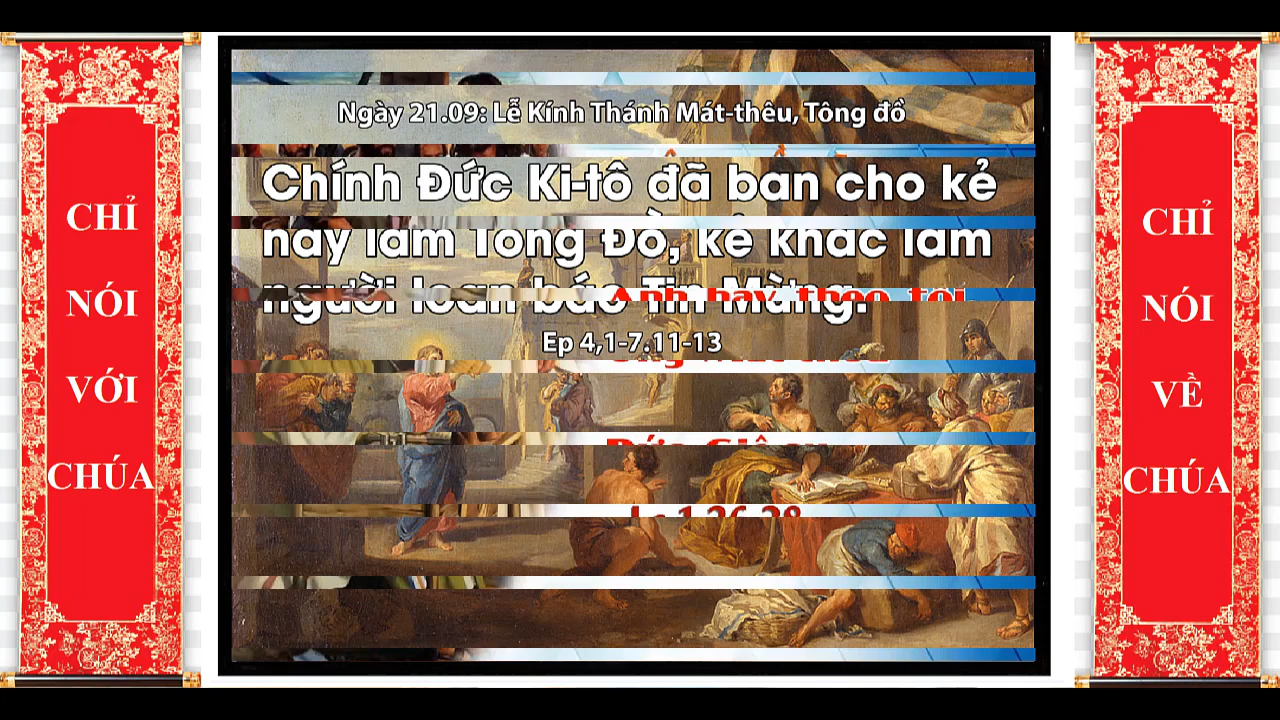 CHỈ
NÓI
VỚI
CHÚA
Ngày 21.09: Lễ Kính Thánh Mát-thêu, Tông đồ
Chính Đức Ki-tô đã ban cho kẻ
này làm Tông Đồ, kẻ khác làm
người loan báo Tin Mừng.
Ep 4,1-7.11-13
CHỈ
NÓI
VỀ
CHÚA